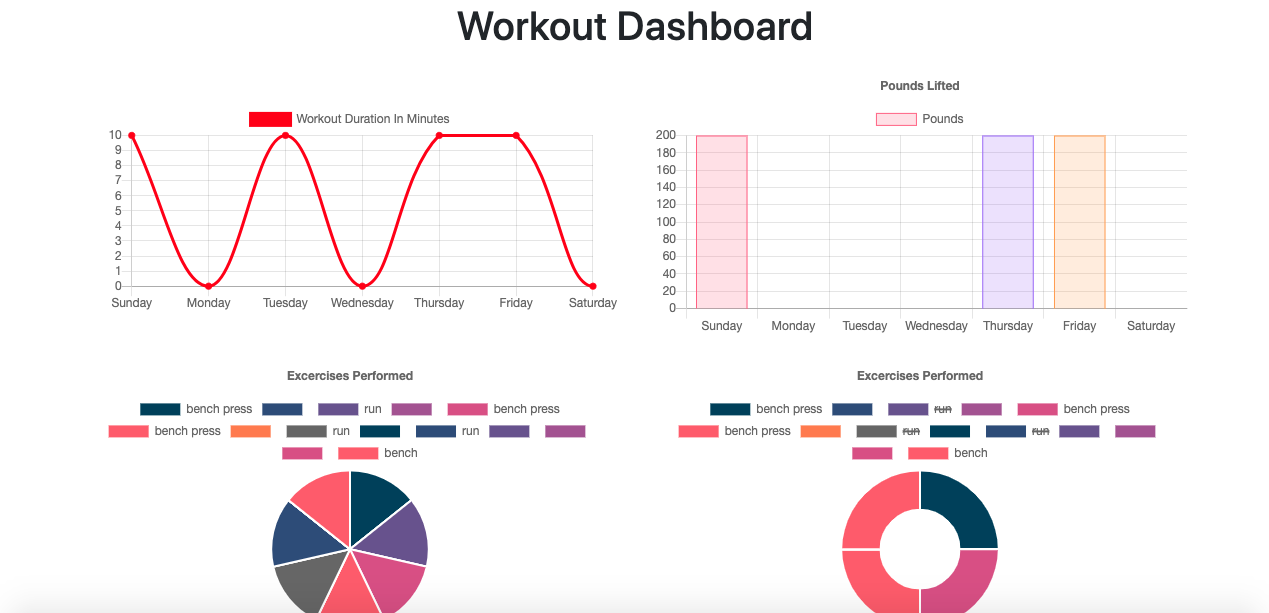 Workout Dashboard
Workout Duration In Minutes
10
9
8
7
6
5
4
3
2
1
0
Sunday Monday Tuesday Wednesday Thursday Friday Saturday
Pounds Lifted
Pounds
200
180
160
140
120
100
80
60
40
20
0
Sunday Monday Tuesday Wednesday Thursday Friday Saturday
Excercises Performed
bench press run bench press
bench press run run
bench
Excercises Performed
bench press run bench press
bench press run run
bench